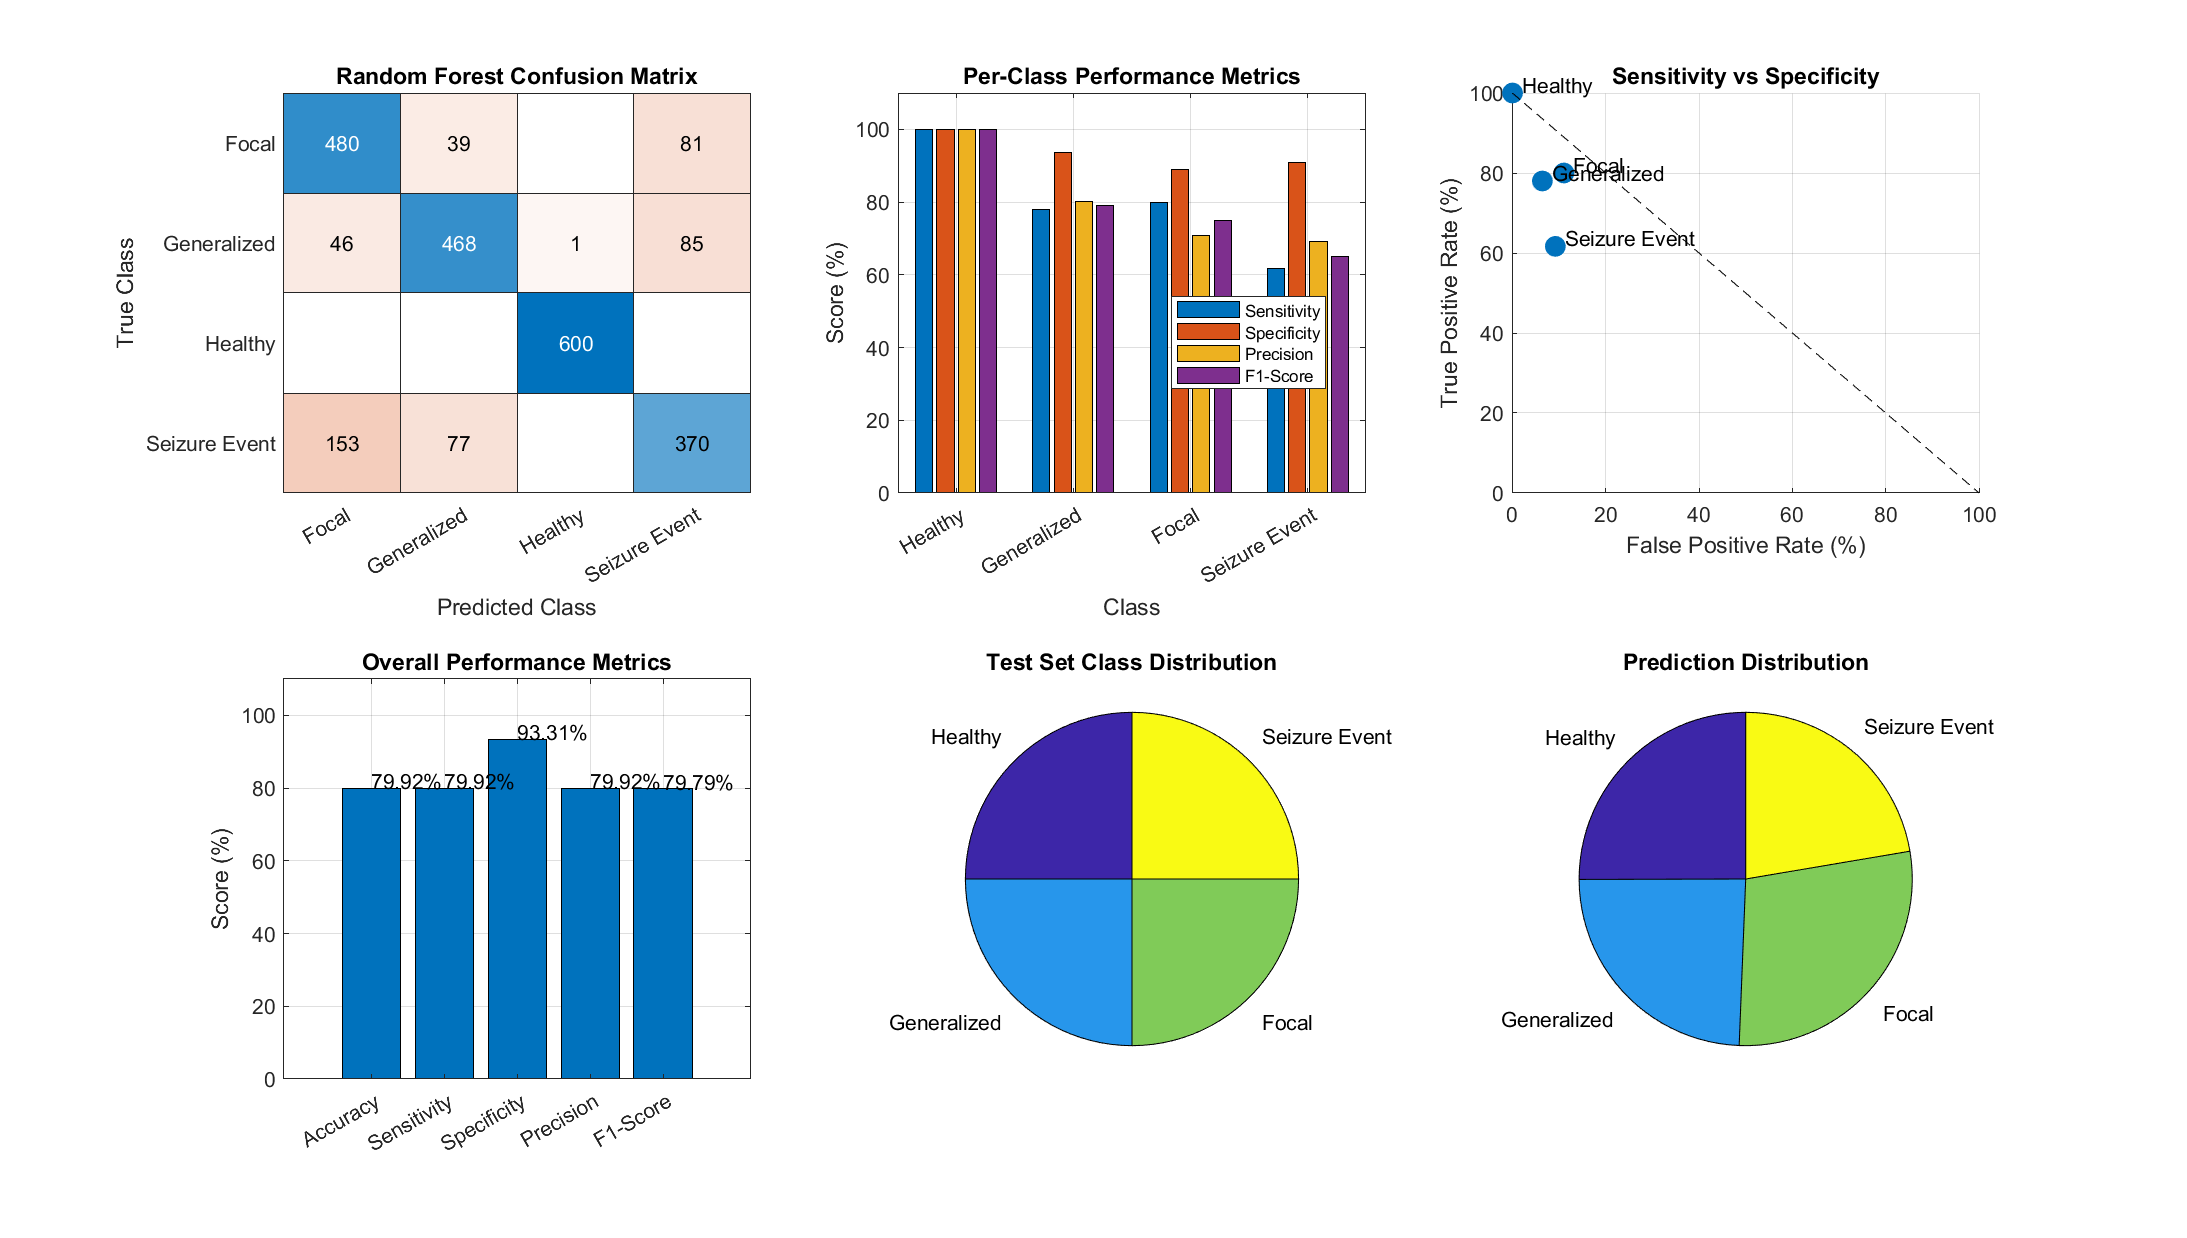 Random Forest Confusion Matrix
True Class
Focal
480
39
81
Generalized
46
468
1
85
Healthy
600
Seizure Event
153
77
370
Focal
Generalized
Healthy
Seizure Event
Predicted Class
Per-Class Performance Metrics
Score (%)
100
80
60
40
20
0
Sensitivity
Specificity
Precision
F1-Score
Healthy
Generalized
Focal
Seizure Event
Class
Sensitivity vs Specificity
True Positive Rate (%)
100
80
60
40
20
0
Healthy
Focal
Generalized
Seizure Event
0
20
40
60
80
100
False Positive Rate (%)
Overall Performance Metrics
Score (%)
100
80
60
40
20
0
79.92%
79.92%
93.31%
79.92%
79.79%
Accuracy
Sensitivity
Specificity
Precision
F1-Score
Test Set Class Distribution
Healthy
Seizure Event
Generalized
Focal
Prediction Distribution
Healthy
Seizure Event
Generalized
Focal